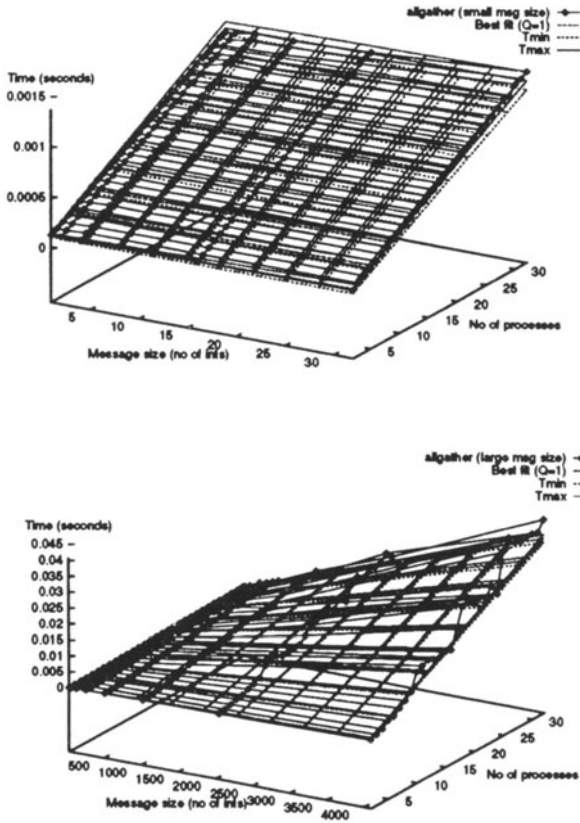 allgather (small msg size)
Best fit (Q=1)
Tmin
Tmax
Time (seconds)
0.0015
0.001
0.0005
0
5
10
15
20
25
30
Message size (no of ints)
5
10
15
20
25
30
No of processes
allgather (large msg size)
Best fit (Q=1)
Tmin
Tmax
Time (seconds)
0.045
0.04
0.035
0.03
0.025
0.02
0.015
0.01
0.005
0
500
1000
1500
2000
2500
3000
3500
4000
Message size (no of ints)
5
10
15
20
25
30
No of processes